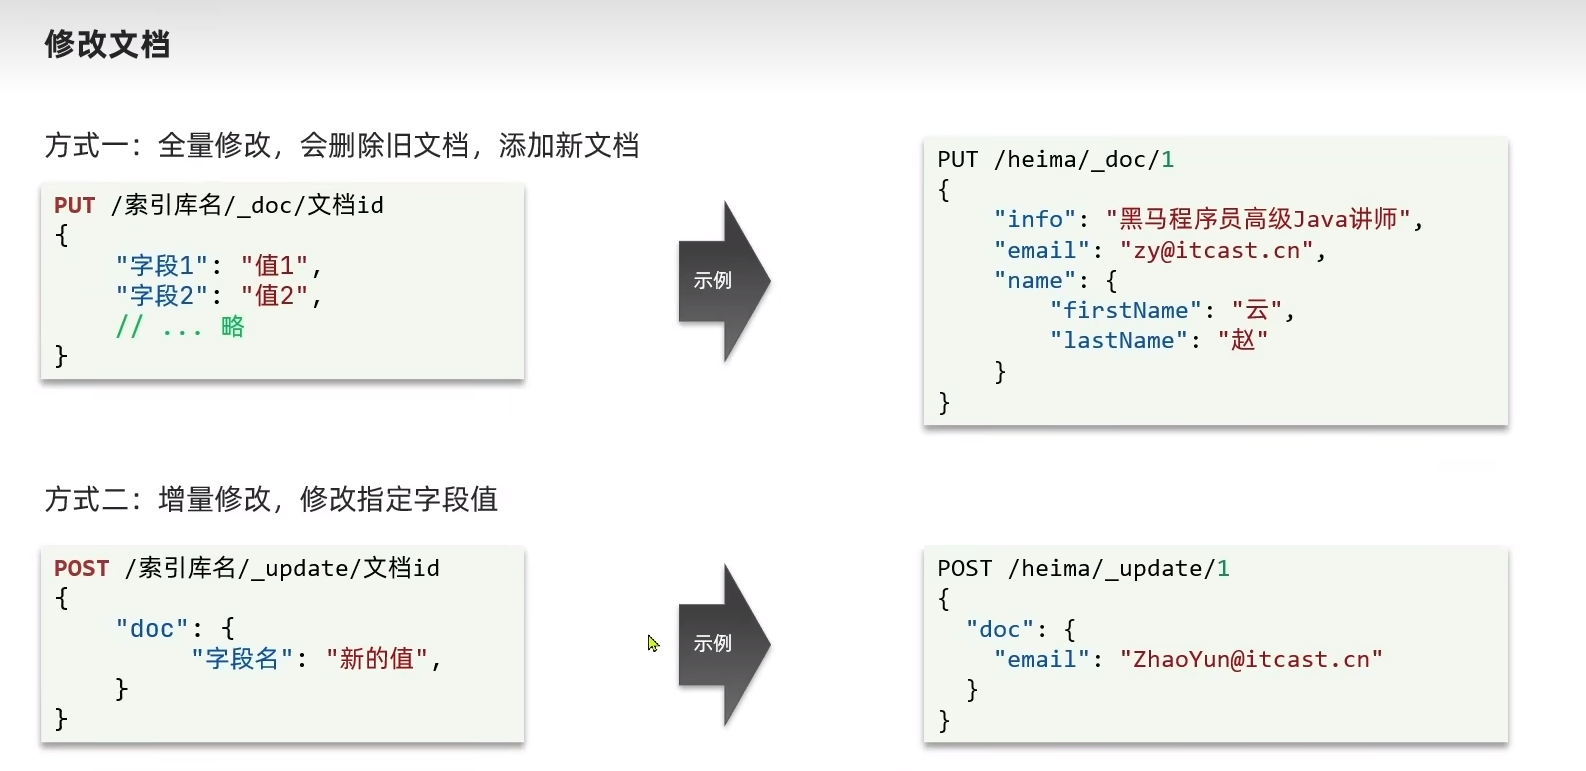 修改文档
方式一：全量修改，会删除旧文档，添加新文档
PUT /索引库名/_doc/文档id
{
    "字段1": "值1",
    "字段2": "值2",
    // ... 略
}
示例
PUT /heima/_doc/1
{
    "info": "黑马程序员高级Java讲师",
    "email": "zy@itcast.cn",
    "name": {
        "firstName": "云",
        "lastName": "赵"
    }
}
方式二：增量修改，修改指定字段值
POST /索引库名/_update/文档id
{
    "doc": {
         "字段名": "新的值",
    }
}
示例
POST /heima/_update/1
{
  "doc": {
    "email": "ZhaoYun@itcast.cn"
  }
}